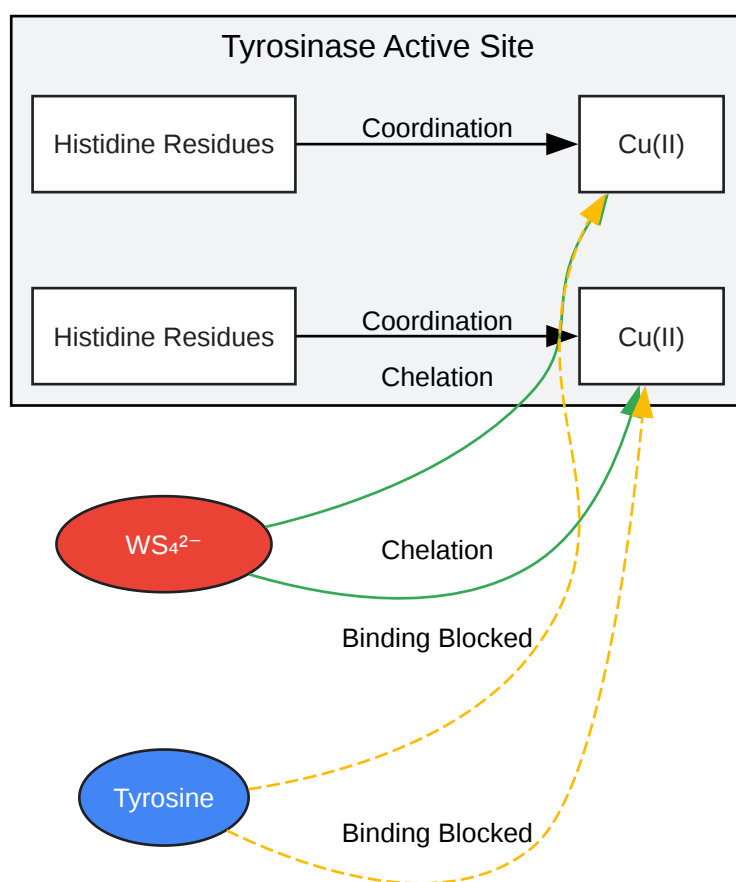 Tyrosinase Active Site
Histidine Residues
Coordination
Cu(II)
Histidine Residues
Coordination
Cu(II)
Chelation
WS₄²⁻
Chelation
Binding Blocked
Tyrosine
Binding Blocked